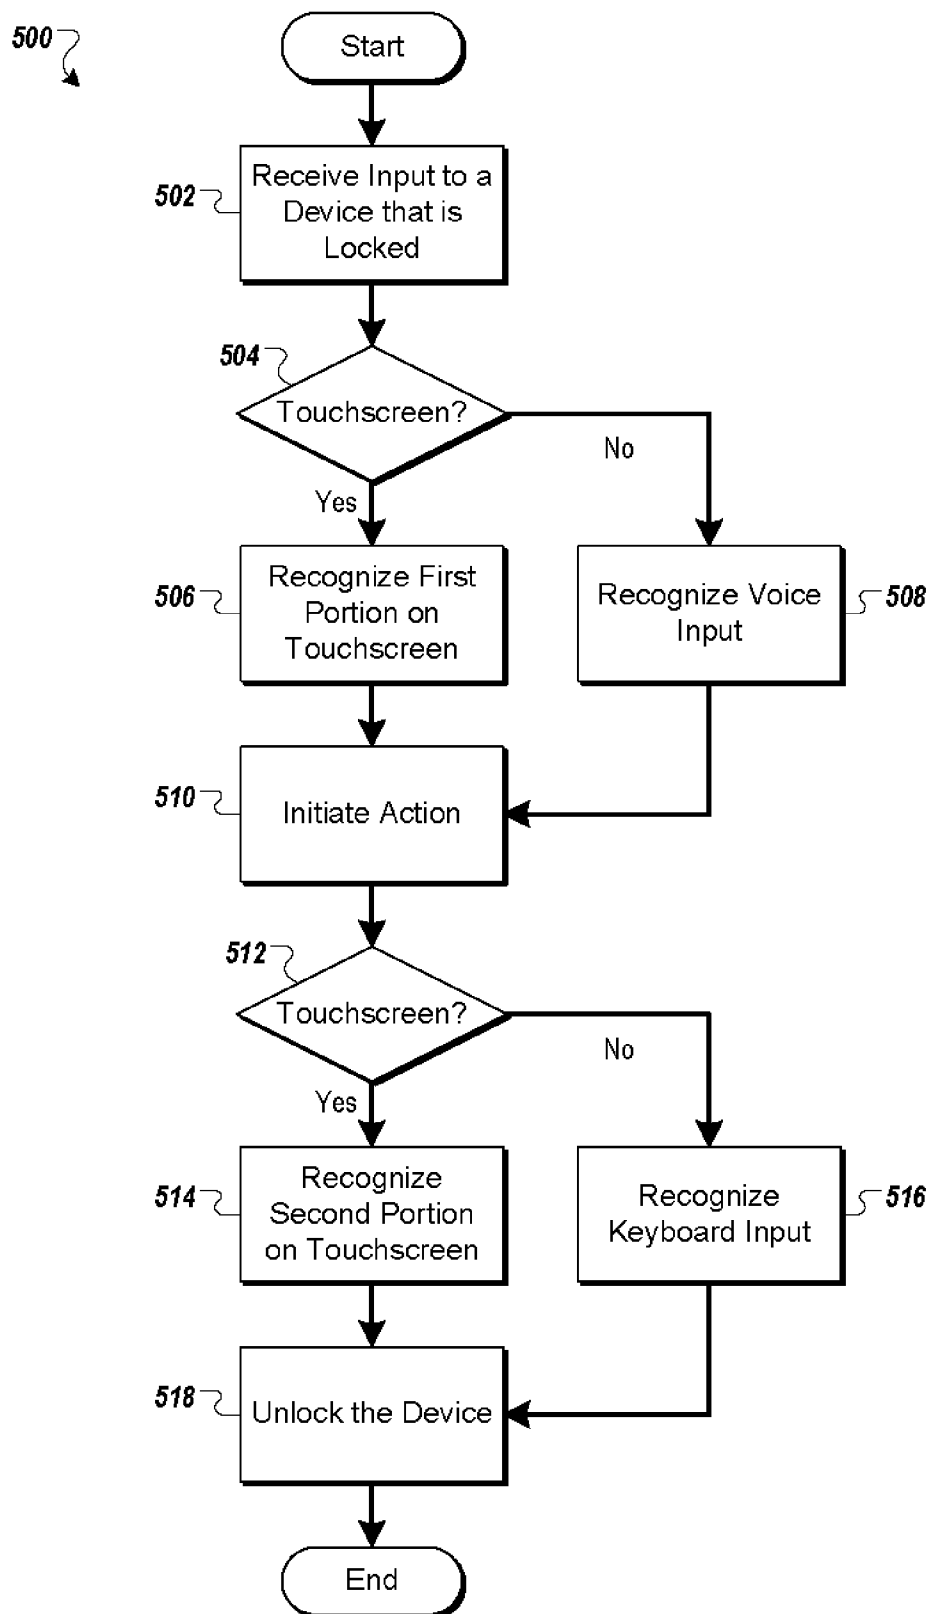 500
Start
502
Receive Input to a
Device that is
Locked
504
Touchscreen?
No
Yes
506
Recognize First
Portion on
Touchscreen
Recognize Voice
Input
508
510
Initiate Action
512
Touchscreen?
No
Yes
514
Recognize
Second Portion
on Touchscreen
Recognize
Keyboard Input
516
518
Unlock the Device
End